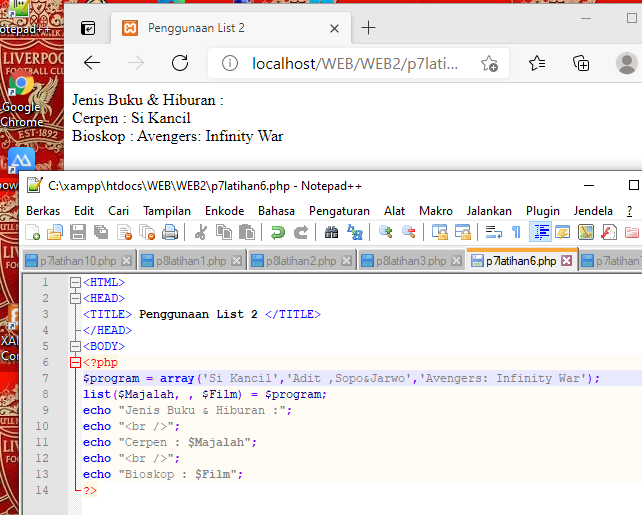 otepad++
LIVERPOO
FOOTBALL CLU
EST·1892
Google
Chrome
Penggunaan List 2
localhost/WEB/WEB2/p7lati...
Jenis Buku & Hiburan :
Cerpen : Si Kancil
Bioskop : Avengers: Infinity War
C:\xampp\htdocs\WEB\WEB2\p7latihan6.php - Notepad++
Berkas Edit Cari Tampilan Enkode Bahasa Pengaturan Alat Makro Jalankan Plugin Jendela ?
p7latihan10.php p8latihan1.php p8latihan2.php p8latihan3.php p7latihan6.php p7latihan
1 <HTML>
2 <HEAD>
3 <TITLE> Penggunaan List 2 </TITLE>
4 </HEAD>
5 <BODY>
6 <?php
7 $program = array('Si Kancil','Adit ,Sopo&Jarwo','Avengers: Infinity War');
8 list($Majalah, , $Film) = $program;
9 echo "Jenis Buku & Hiburan :";
10 echo "<br />";
11 echo "Cerpen : $Majalah";
12 echo "<br />";
13 echo "Bioskop : $Film";
14 ?>